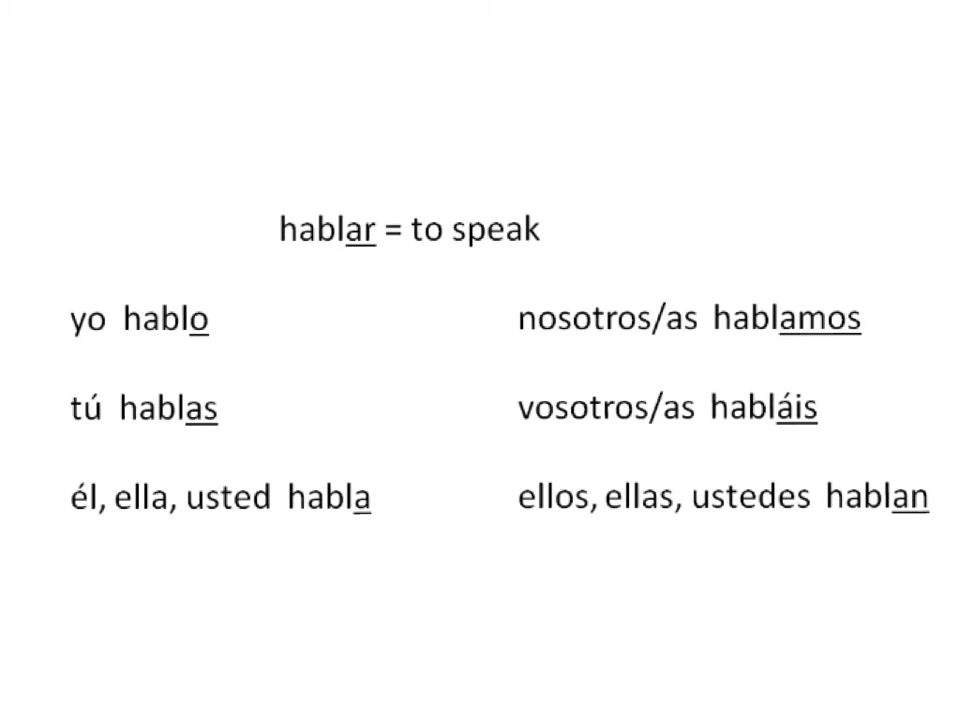 hablar = to speak
yo hablo
tú hablas
él, ella, usted habla
nosotros/as hablamos
vosotros/as habláis
ellos, ellas, ustedes hablan